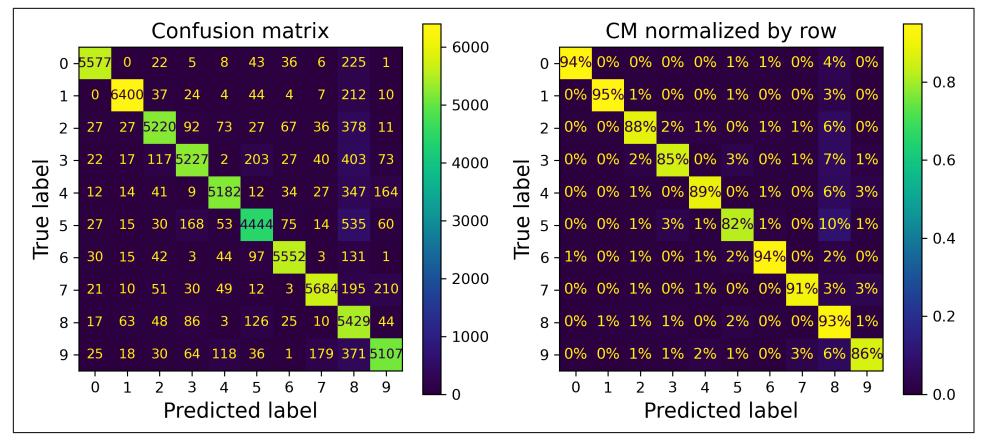 Confusion matrix
0 5577 0 22 5 8 43 36 6 225 1
1 0 6400 37 24 4 44 4 7 212 10
2 27 27 5220 92 73 27 67 36 378 11
3 22 17 117 5227 2 203 27 40 403 73
4 12 14 41 9 5182 12 34 27 347 164
5 27 15 30 168 53 4444 75 14 535 60
6 30 15 42 3 44 97 5552 3 131 1
7 21 10 51 30 49 12 3 5684 195 210
8 17 63 48 86 3 126 25 10 5429 44
9 25 18 30 64 118 36 1 179 371 5107
0 1 2 3 4 5 6 7 8 9
Predicted label
True label
6000
5000
4000
3000
2000
1000
0
CM normalized by row
0 94% 0% 0% 0% 0% 1% 1% 0% 4% 0%
1 0% 95% 1% 0% 0% 1% 0% 0% 3% 0%
2 0% 0% 88% 2% 1% 0% 1% 1% 6% 0%
3 0% 0% 2% 85% 0% 3% 0% 1% 7% 1%
4 0% 0% 1% 0% 89% 0% 1% 0% 6% 3%
5 0% 0% 1% 3% 1% 82% 1% 0% 10% 1%
6 1% 0% 1% 0% 1% 2% 94% 0% 2% 0%
7 0% 0% 1% 0% 1% 0% 0% 91% 3% 3%
8 0% 1% 1% 1% 0% 2% 0% 0% 93% 1%
9 0% 0% 1% 1% 2% 1% 0% 3% 6% 86%
0 1 2 3 4 5 6 7 8 9
Predicted label
True label
0.8
0.6
0.4
0.2
0.0